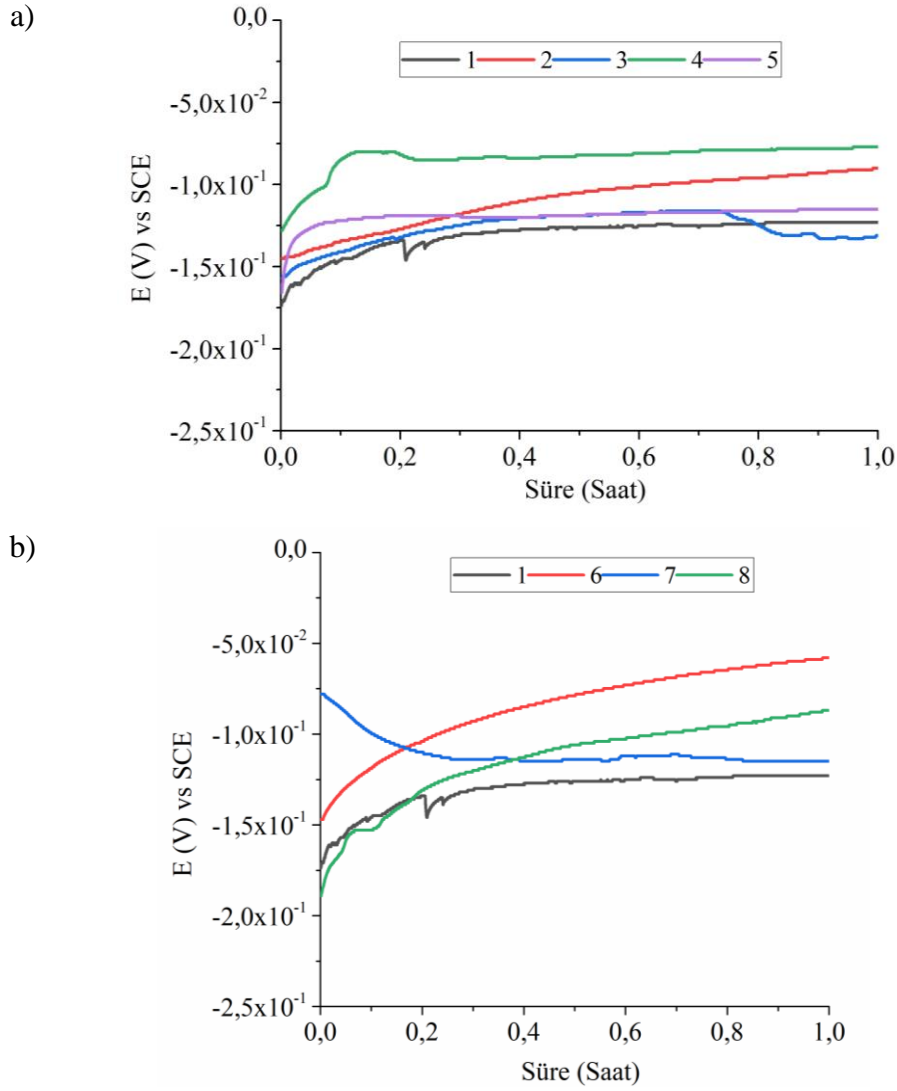 a)
0,0
1 2 3 4 5
-5,0x10⁻²
-1,0x10⁻¹
-1,5x10⁻¹
-2,0x10⁻¹
-2,5x10⁻¹
E (V) vs SCE
0,0 0,2 0,4 0,6 0,8 1,0
Süre (Saat)
b)
0,0
1 6 7 8
-5,0x10⁻²
-1,0x10⁻¹
-1,5x10⁻¹
-2,0x10⁻¹
-2,5x10⁻¹
E (V) vs SCE
0,0 0,2 0,4 0,6 0,8 1,0
Süre (Saat)